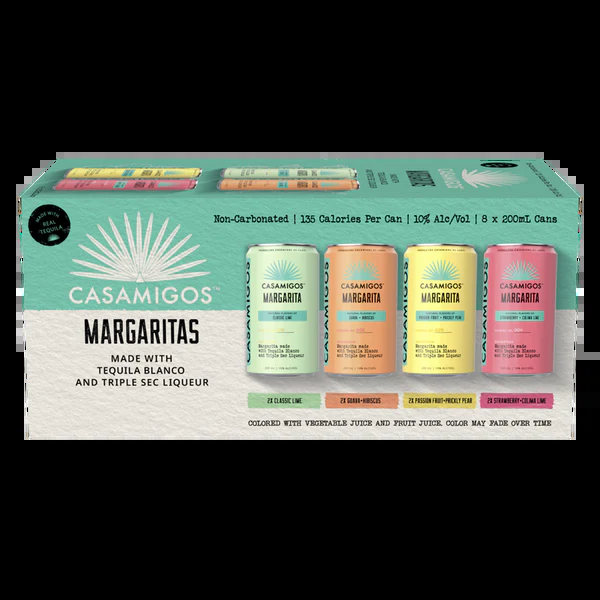 MADE WITH
REAL
TEQUILA
Non-Carbonated | 135 Calories Per Can | 10% Alc/Vol | 8 x 200mL Cans
CASAMIGOS™
MARGARITAS
MADE WITH
TEQUILA BLANCO
AND TRIPLE SEC LIQUEUR
CASAMIGOS
MARGARITA
CLASSIC LIME
Margarita made
with Tequila Blanco
and Triple Sec Liqueur
CASAMIGOS
MARGARITA
GUAVA + HIBISCUS
Margarita made
with Tequila Blanco
and Triple Sec Liqueur
CASAMIGOS
MARGARITA
PASSION FRUIT + PRICKLY PEAR
Margarita made
with Tequila Blanco
and Triple Sec Liqueur
CASAMIGOS
MARGARITA
STRAWBERRY + COLIMA LIME
Margarita made
with Tequila Blanco
and Triple Sec Liqueur
2X CLASSIC LIME
2X GUAVA+HIBISCUS
2X PASSION FRUIT+PRICKLY PEAR
2X STRAWBERRY+COLIMA LIME
COLORED WITH VEGETABLE JUICE AND FRUIT JUICE. COLOR MAY FADE OVER TIME
CASAMIGOS
MARGARITAS